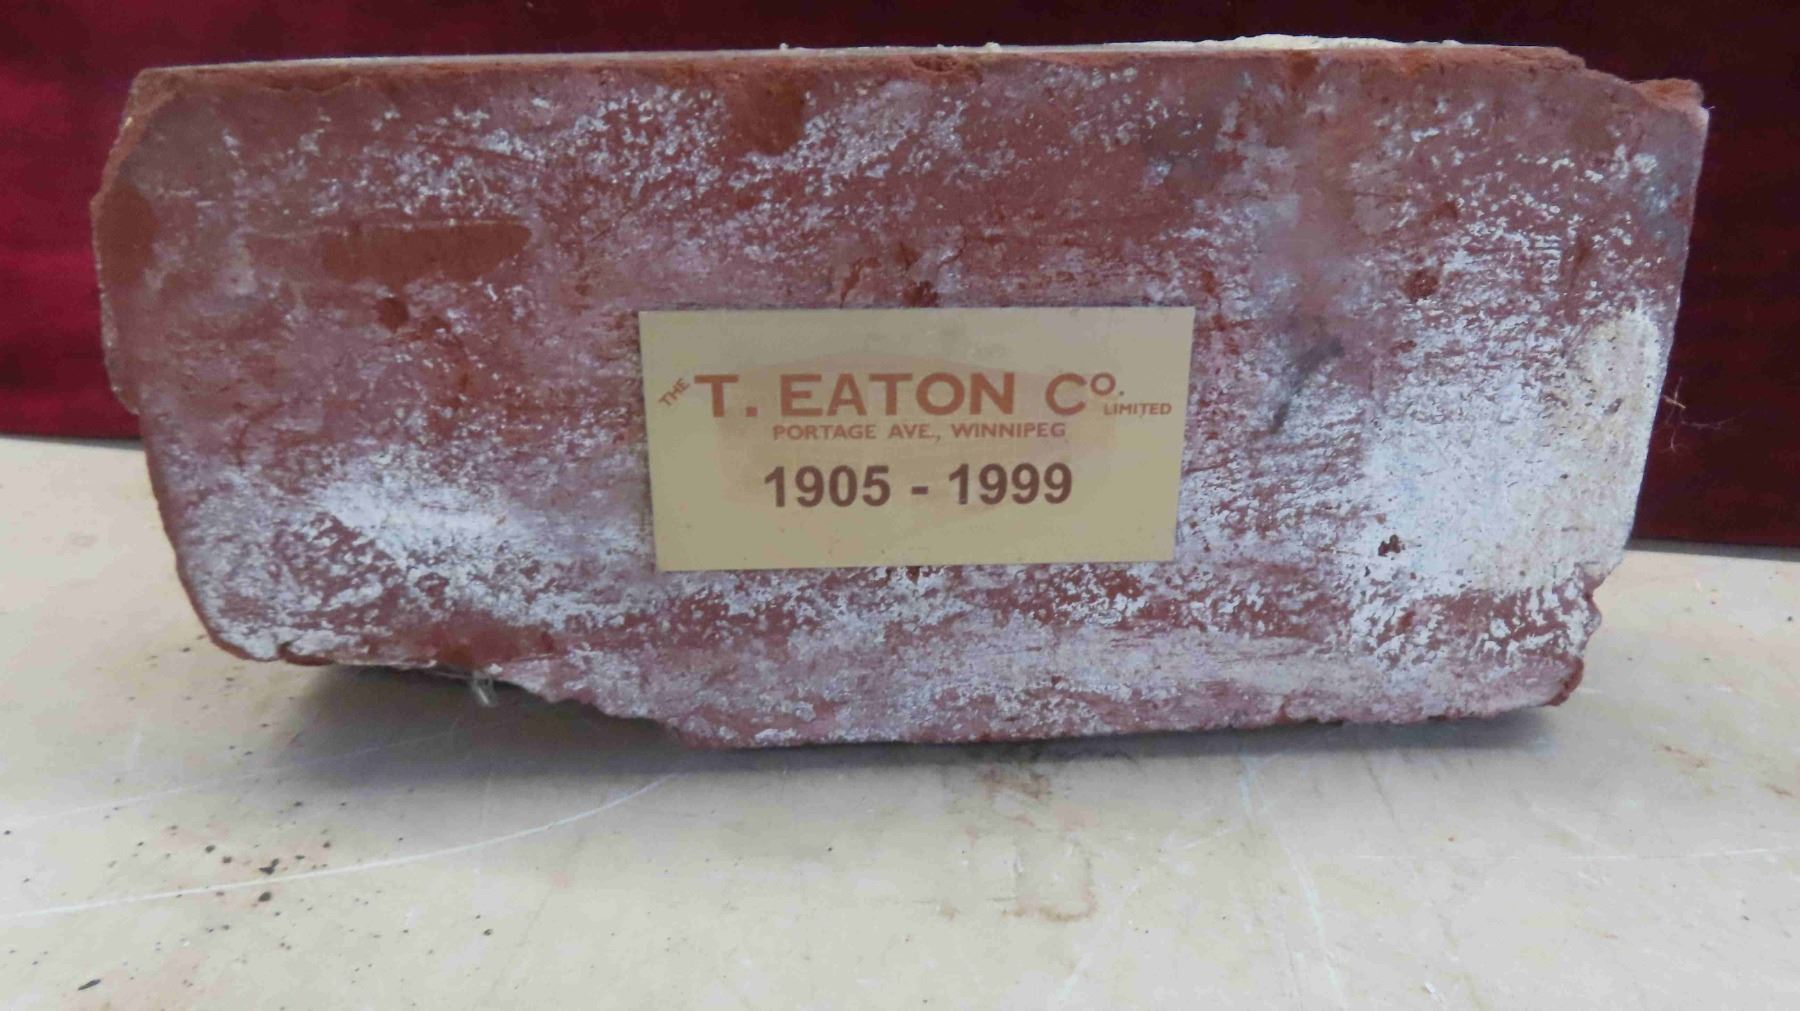 THE T. EATON Cº. LIMITED
PORTAGE AVE., WINNIPEG
1905 - 1999